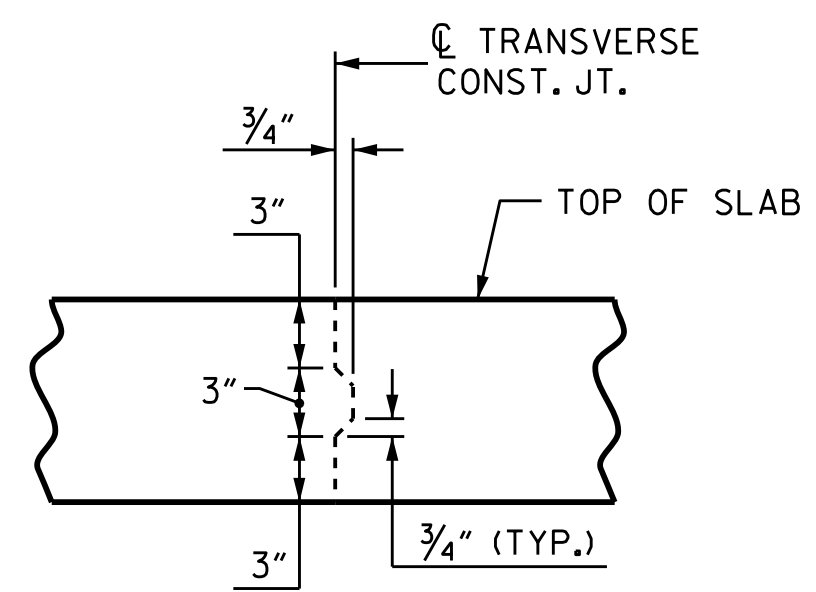 ℄ TRANSVERSE
CONST. JT.
3/4"
3"
TOP OF SLAB
3"
3/4" (TYP.)
3"